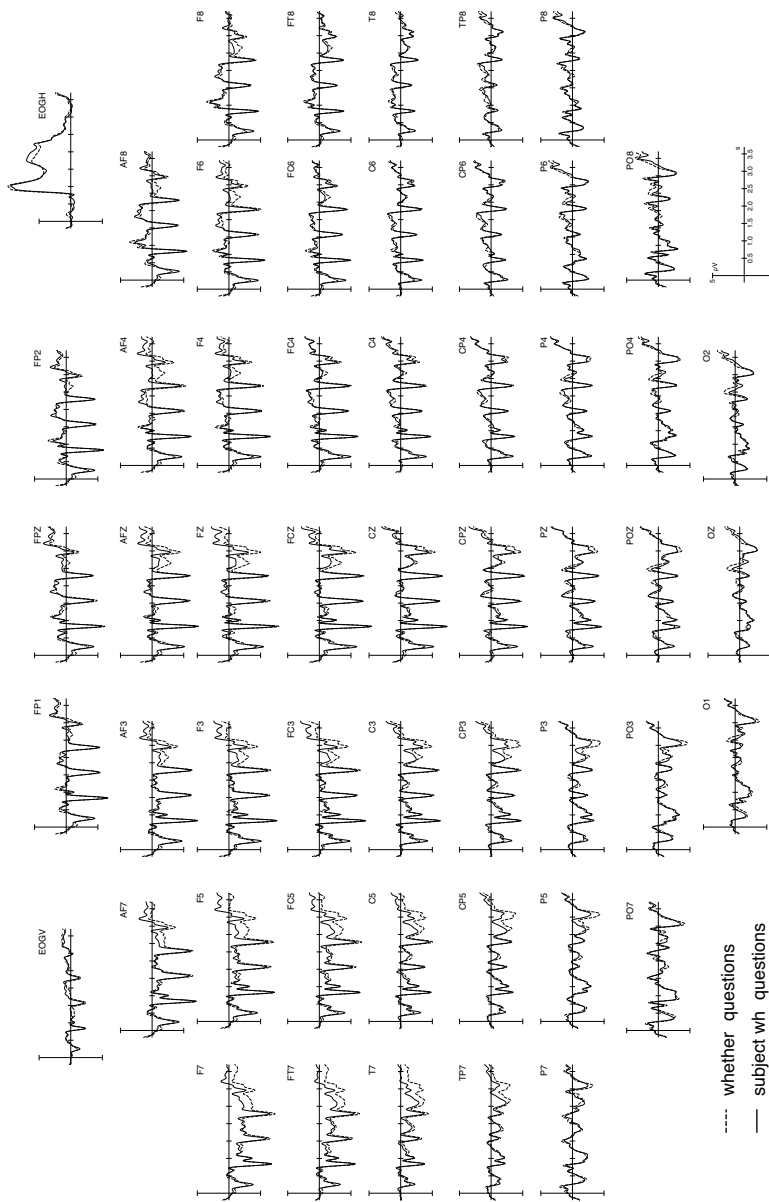 EOGV FP1 FPZ FP2 EOGH
AF7 AF3 AFZ AF4 AF8
F7 F5 F3 FZ F4 F6 F8
FT7 FC5 FC3 FCZ FC4 FC6 FT8
T7 C5 C3 CZ C4 C6 T8
TP7 CP5 CP3 CPZ CP4 CP6 TP8
P7 P5 P3 PZ P4 P6 P8
PO7 PO3 POZ PO4 PO8
O1 OZ O2
whether questions
subject wh questions
5 µV
0.5 1.0 1.5 2.0 2.5 3.0 3.5 s